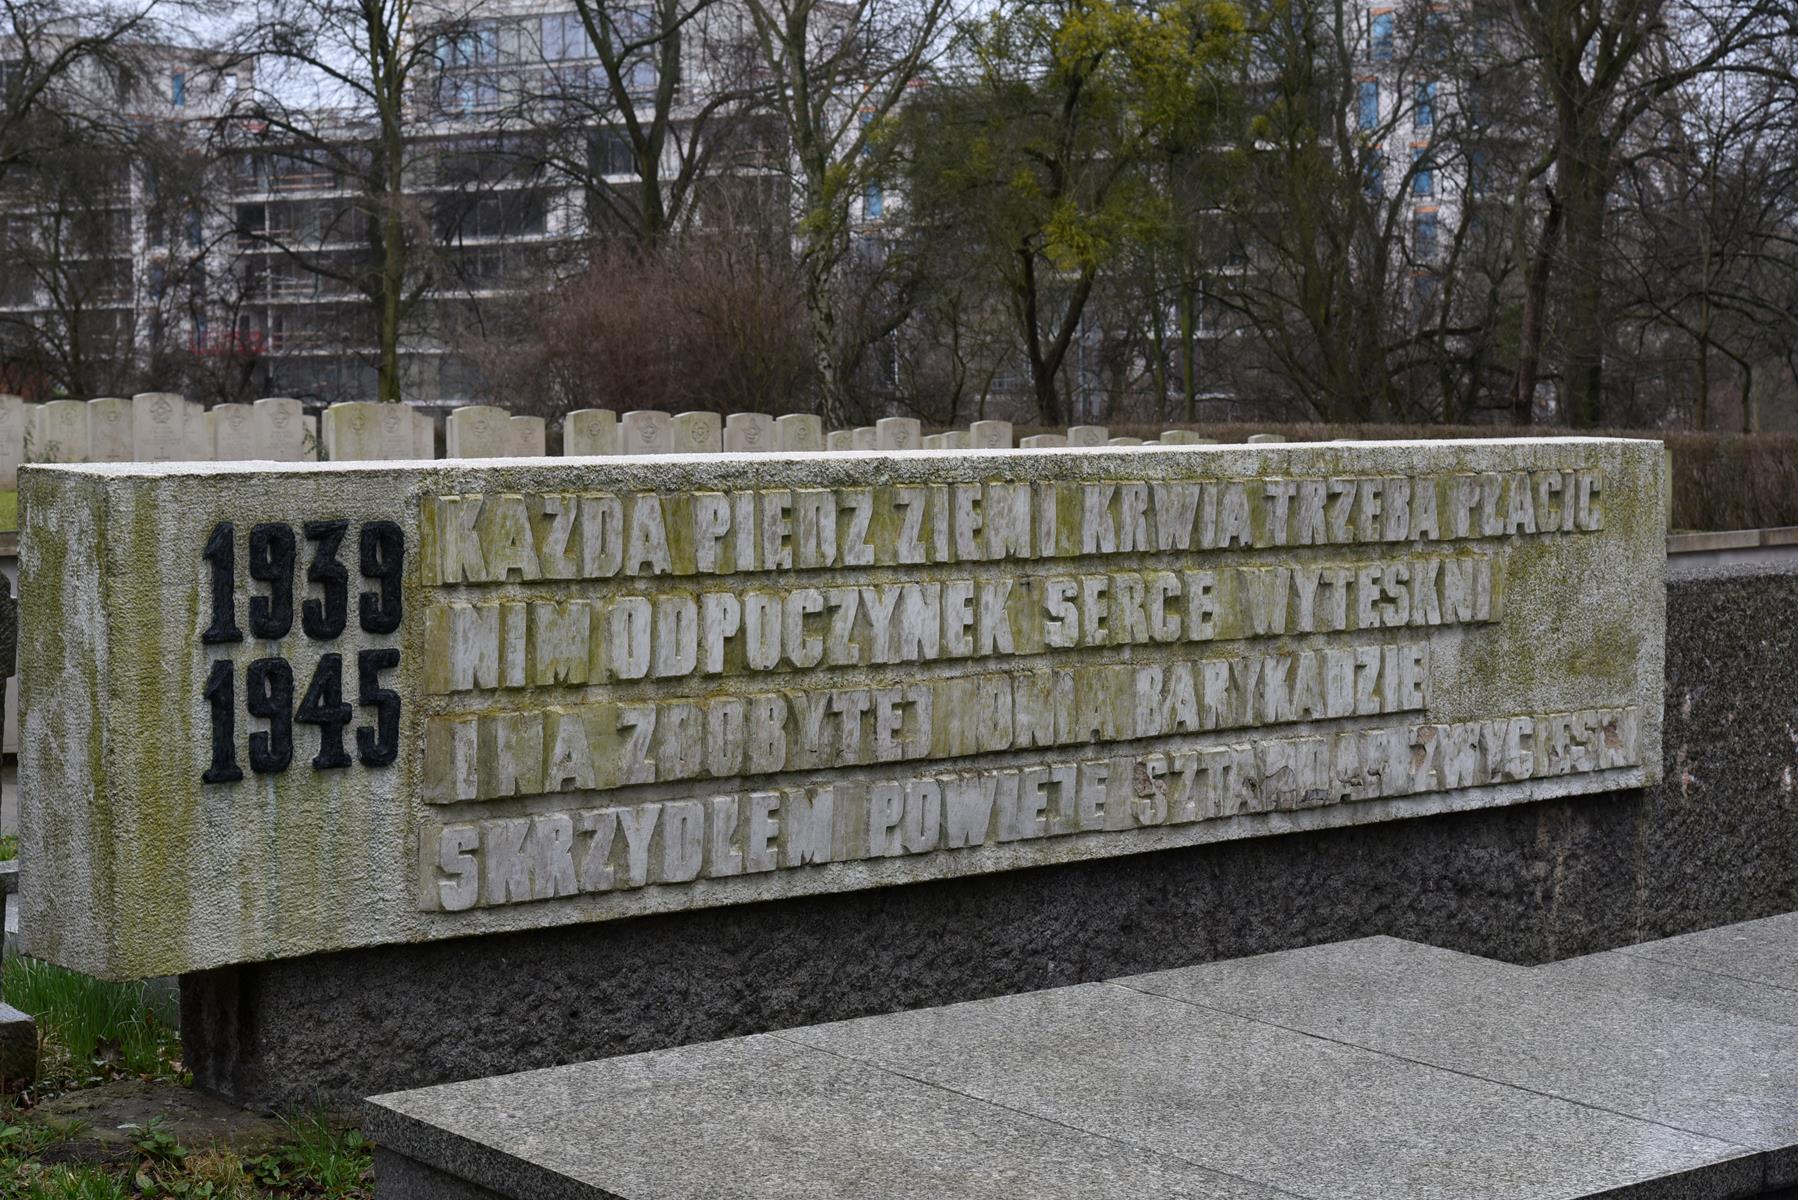 1939
1945
KAŻDĄ PIĘDŹ ZIEMI KRWIĄ TRZEBA PŁACIĆ
NIM ODPOCZYNEK SERCE WYTĘSKNI
I NA ZDOBYTEJ DNIA BARYKADZIE
SKRZYDŁEM POWIEJE SZTANDAR ZWYCIĘSKI